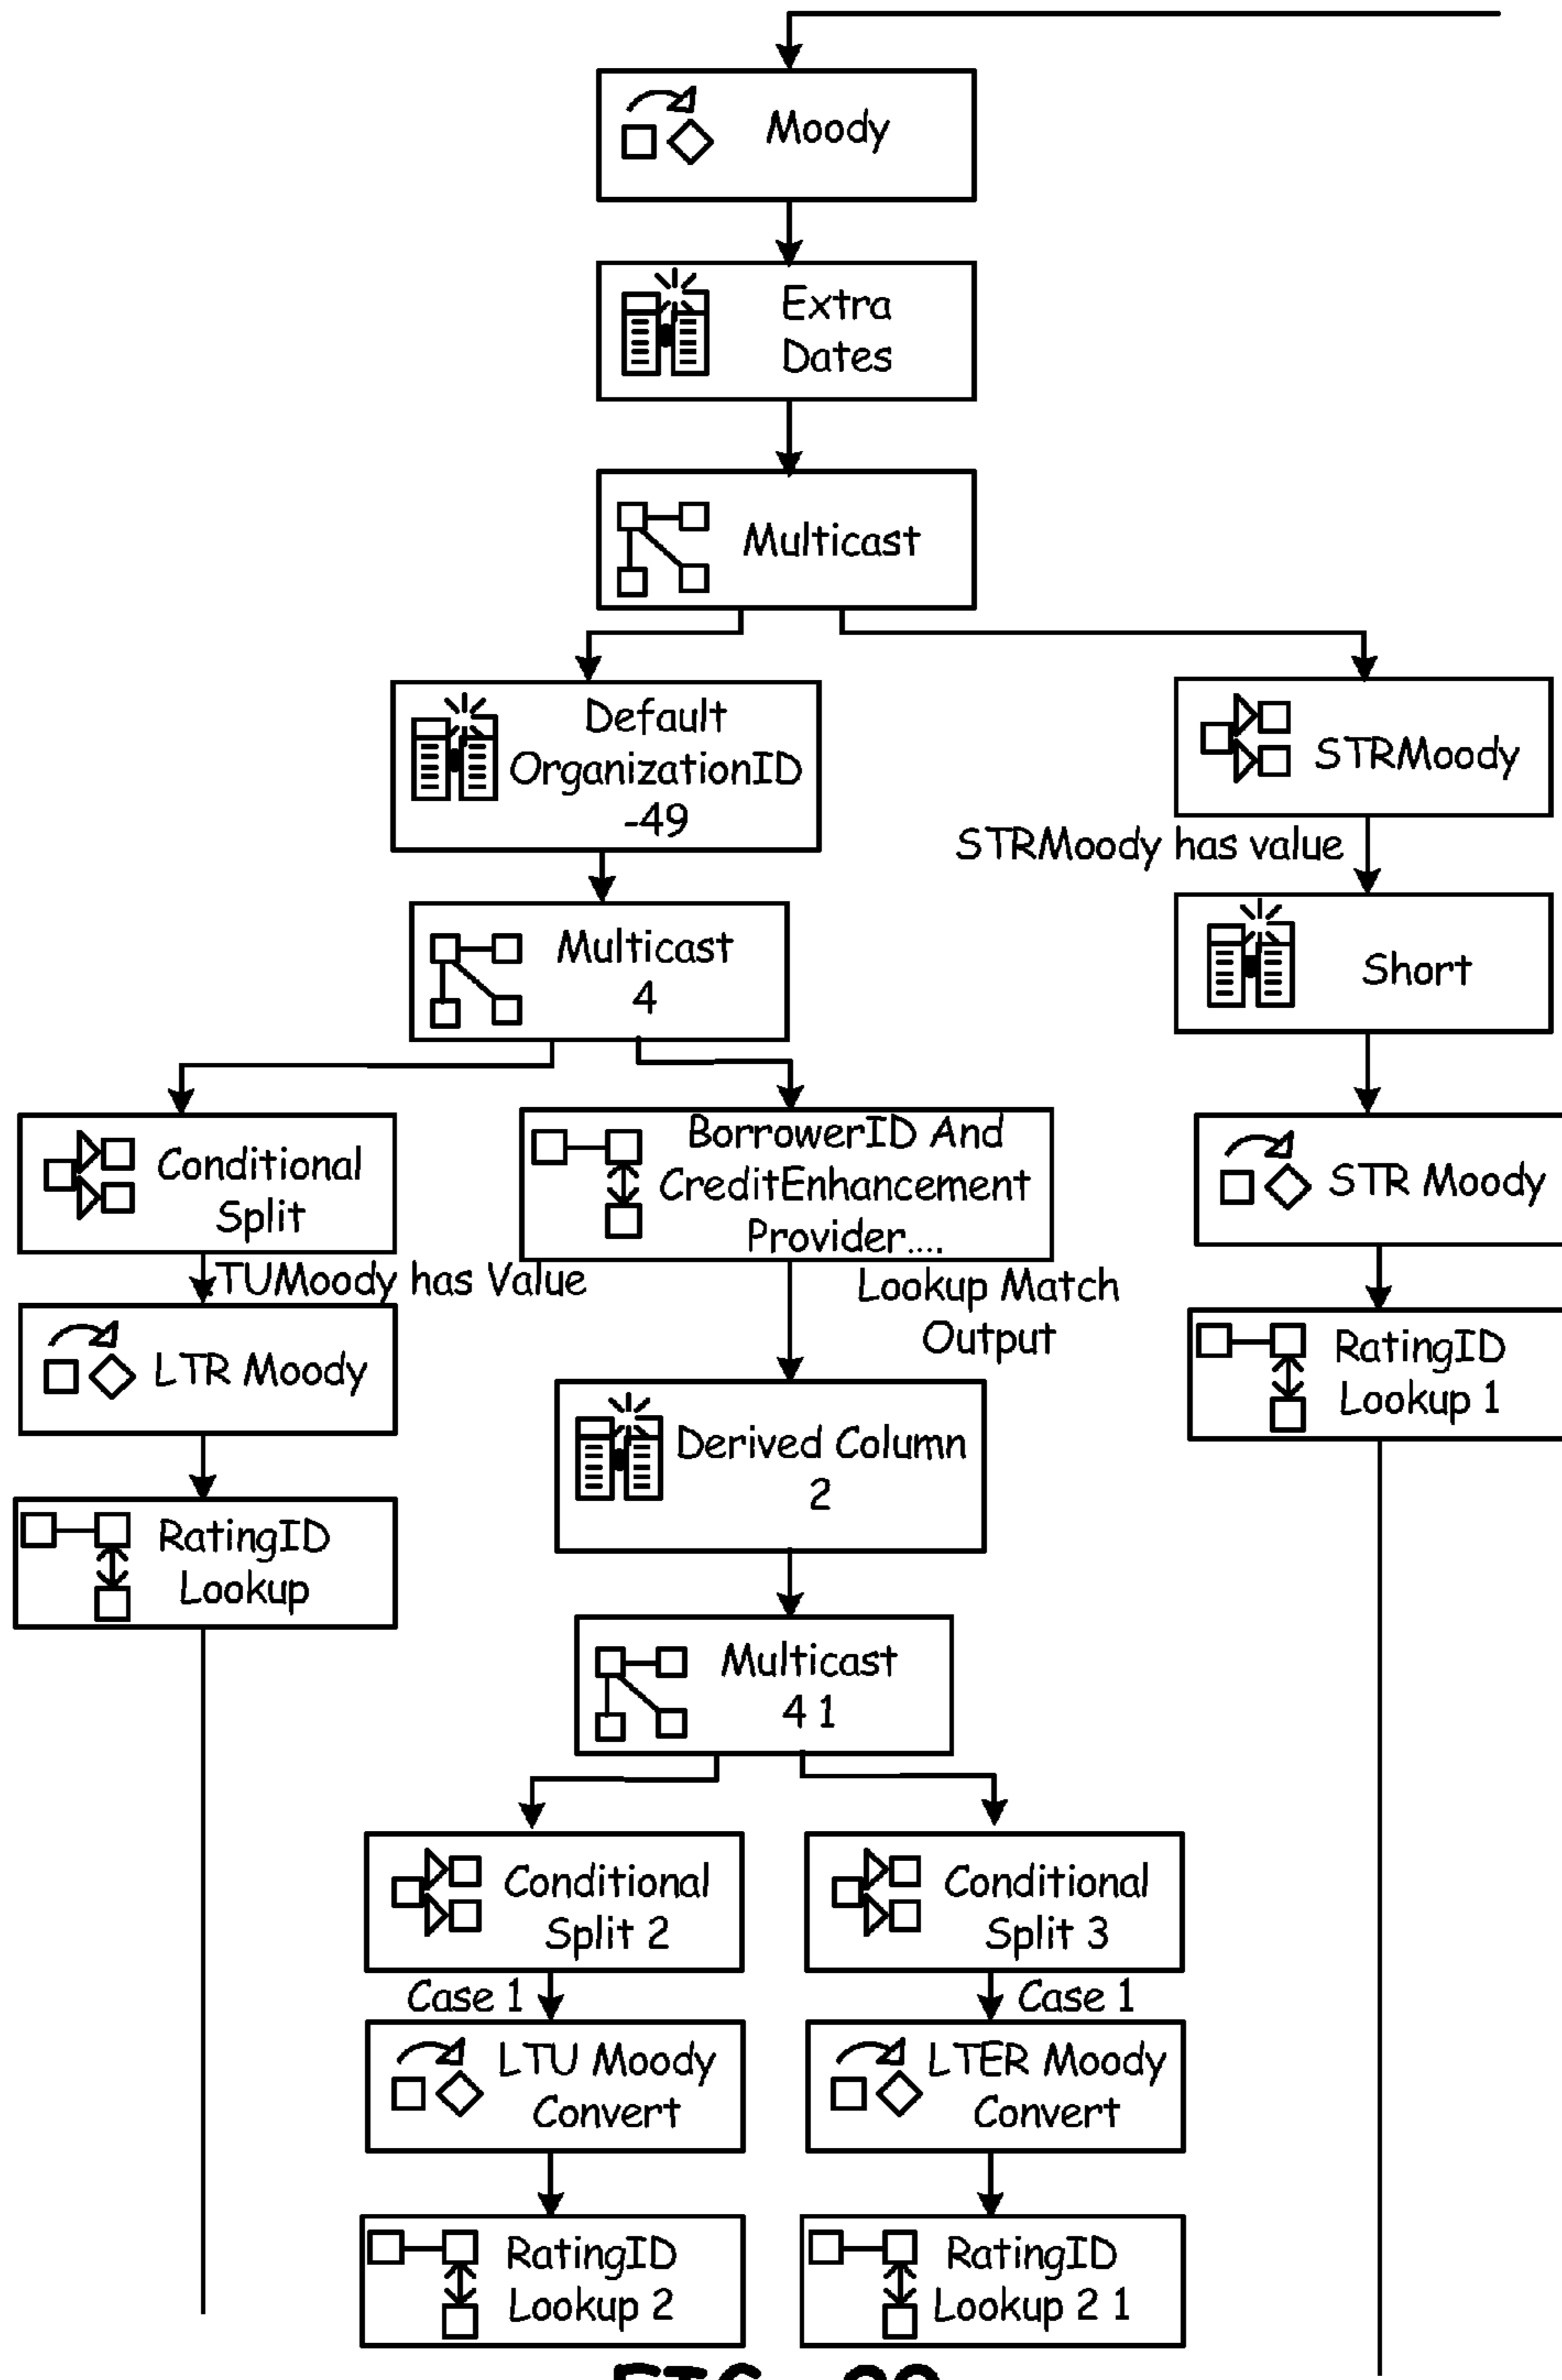 Moody
Extra
Dates
Multicast
Default
OrganizationID
-49
STRMoody
STRMoody has value
Multicast
4
Short
Conditional
Split
BorrowerID And
CreditEnhancement
Provider....
STR Moody
TUMoody has Value
Lookup Match
Output
LTR Moody
RatingID
Lookup 1
Derived Column
2
RatingID
Lookup
Multicast
4 1
Conditional
Split 2
Conditional
Split 3
Case 1
Case 1
LTU Moody
Convert
LTER Moody
Convert
RatingID
Lookup 2
RatingID
Lookup 2 1